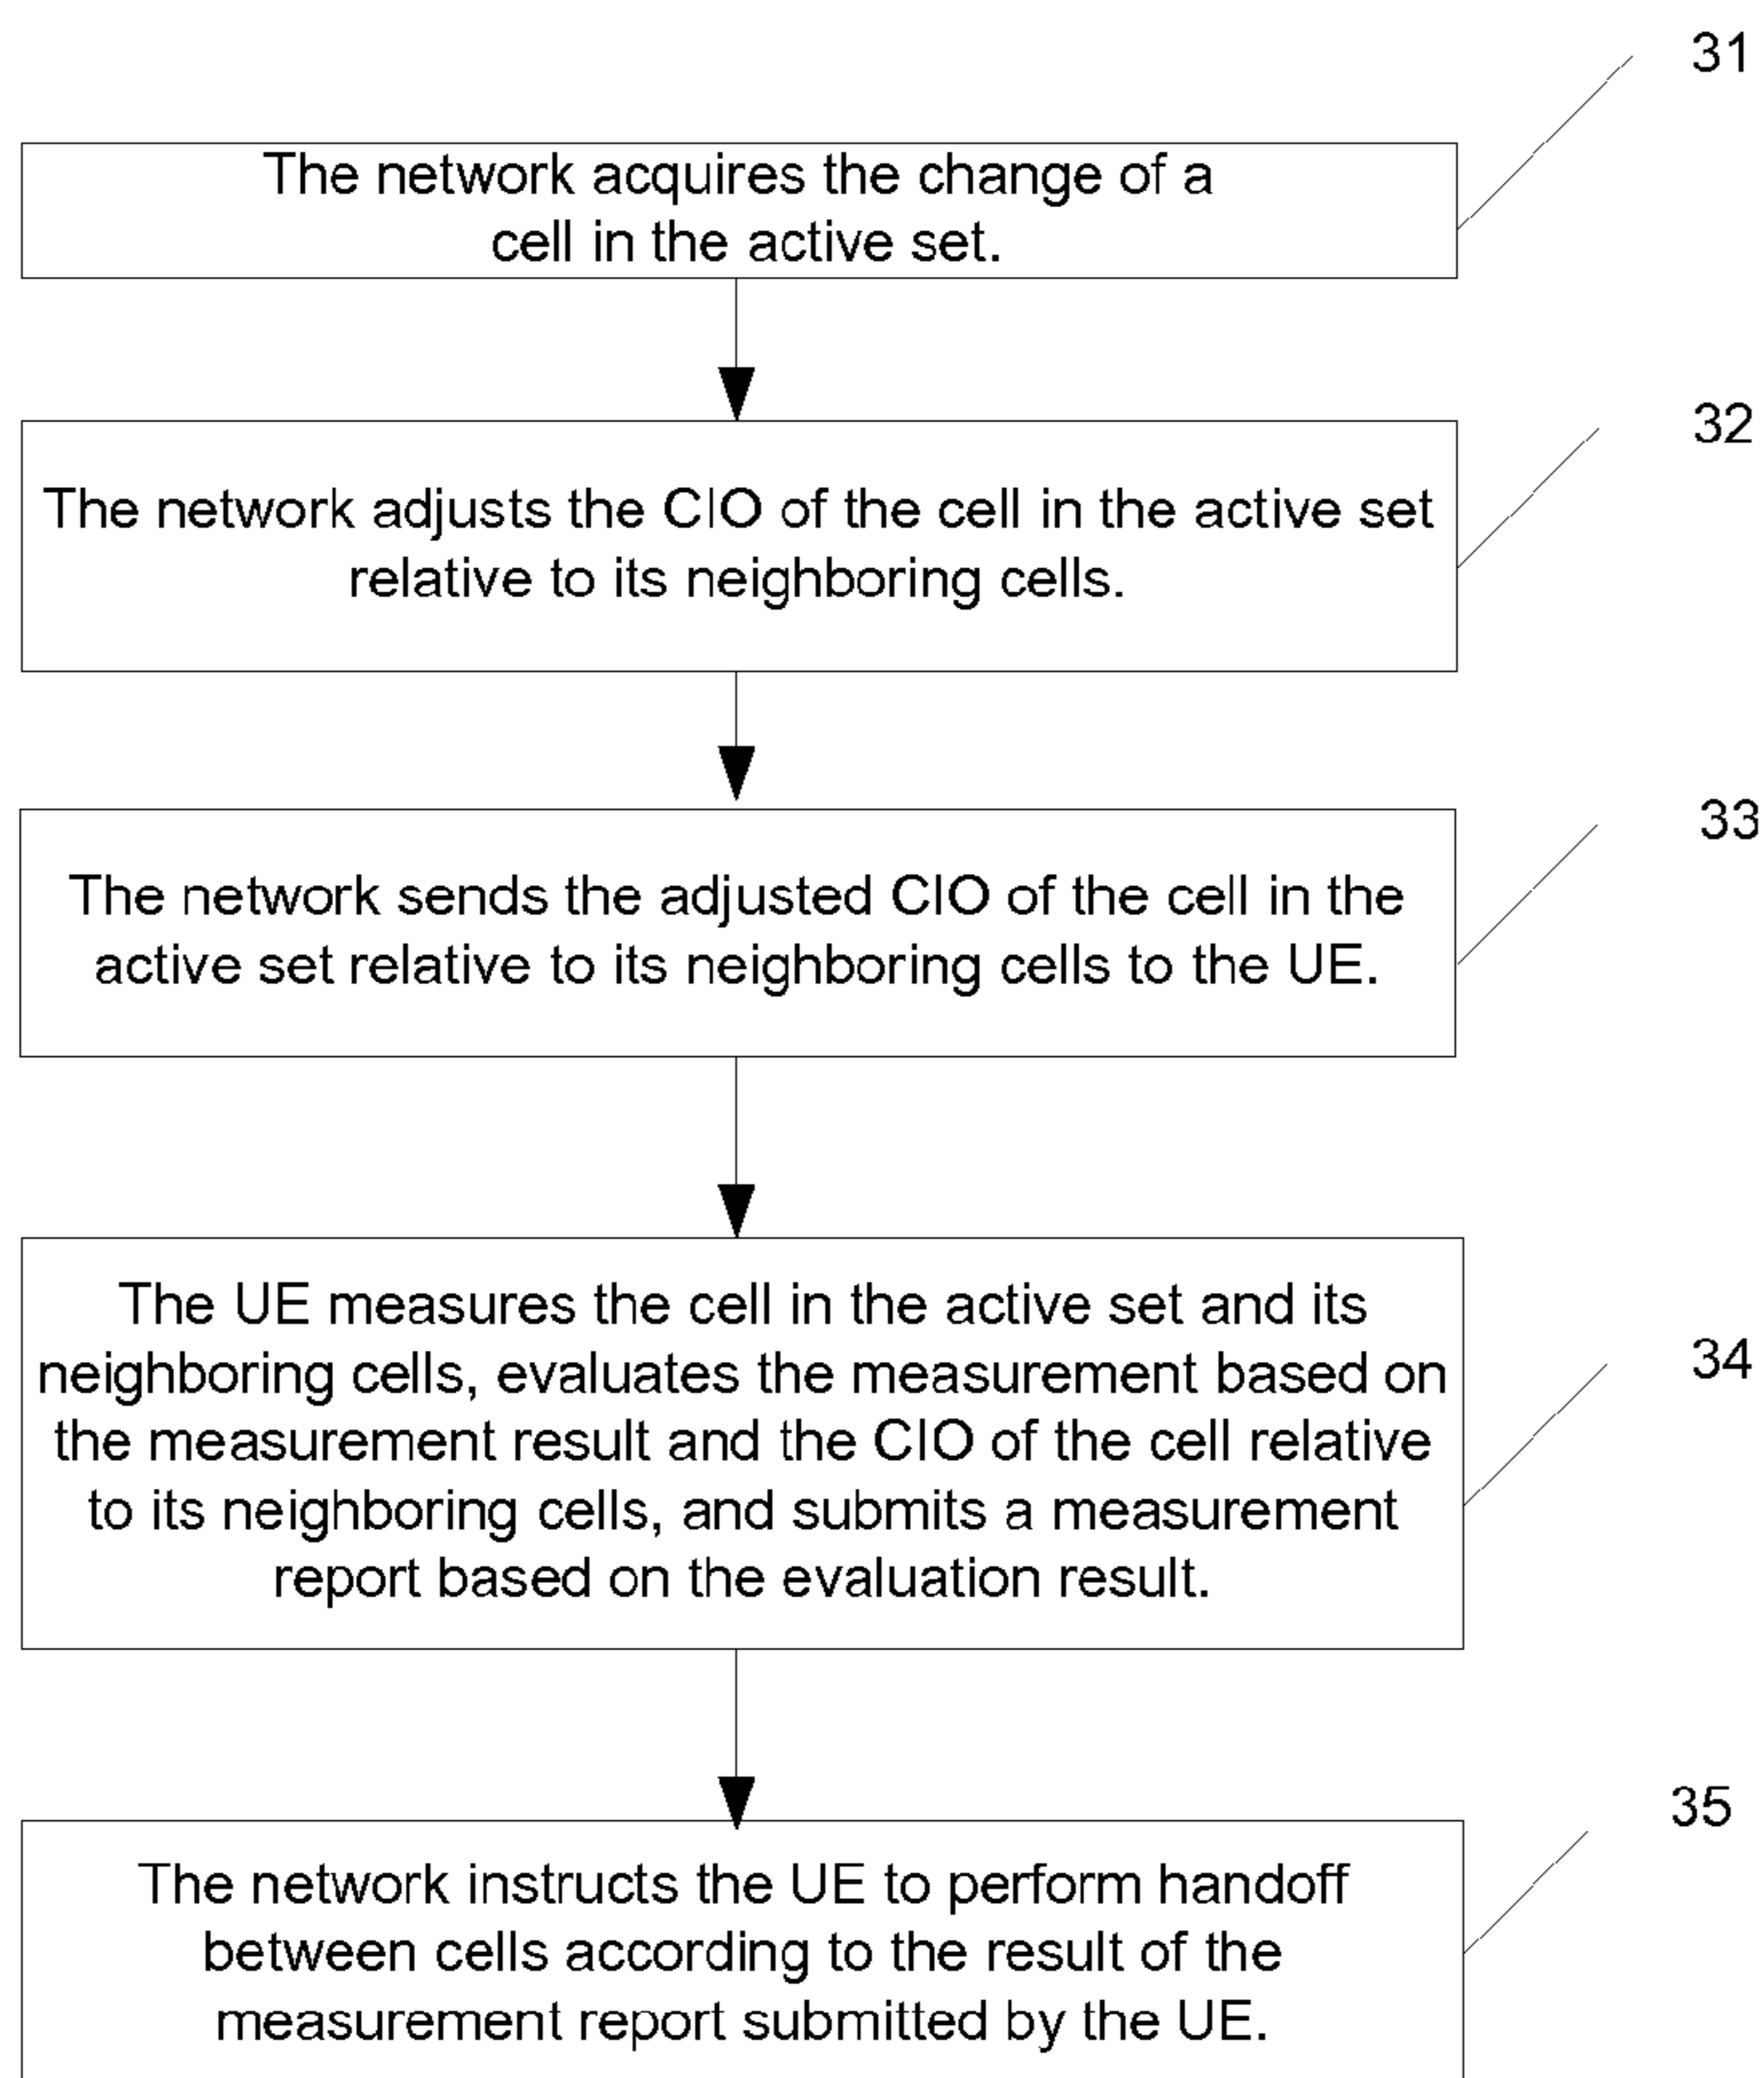 31
The network acquires the change of a
cell in the active set.
32
The network adjusts the CIO of the cell in the active set
relative to its neighboring cells.
33
The network sends the adjusted CIO of the cell in the
active set relative to its neighboring cells to the UE.
34
The UE measures the cell in the active set and its
neighboring cells, evaluates the measurement based on
the measurement result and the CIO of the cell relative
to its neighboring cells, and submits a measurement
report based on the evaluation result.
35
The network instructs the UE to perform handoff
between cells according to the result of the
measurement report submitted by the UE.